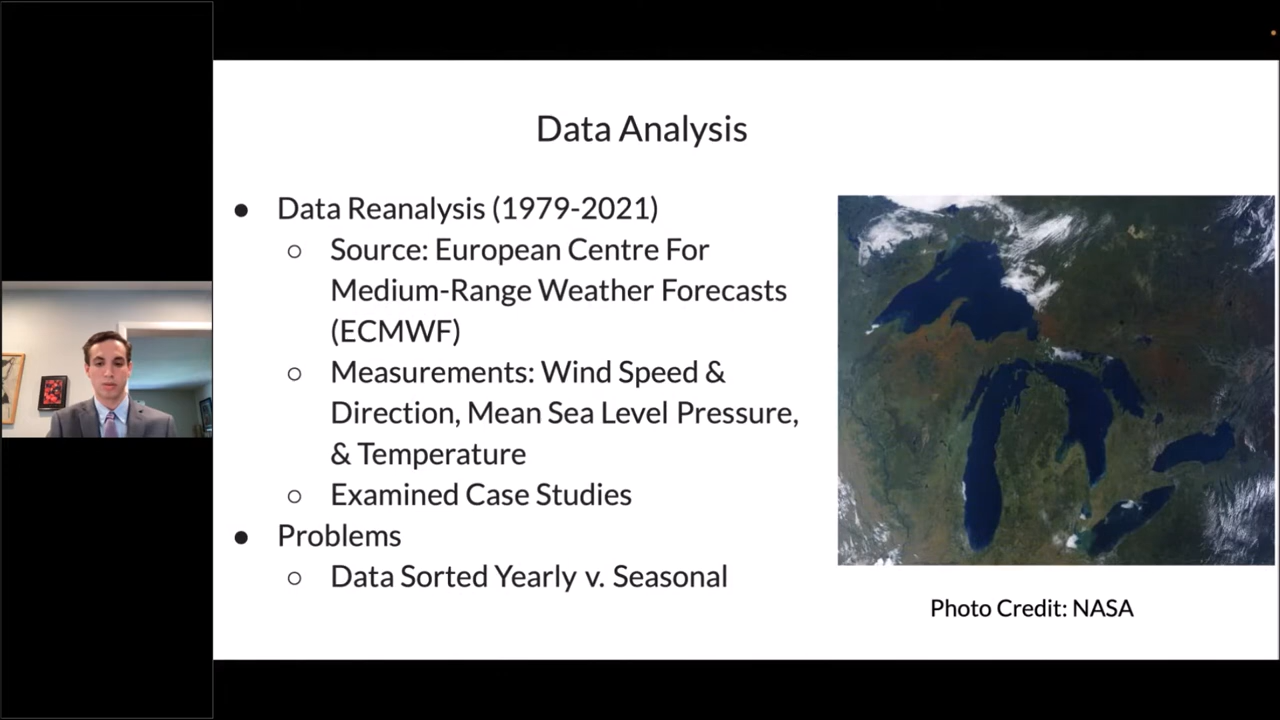 Data Analysis
● Data Reanalysis (1979-2021)
○ Source: European Centre For
Medium-Range Weather Forecasts
(ECMWF)
○ Measurements: Wind Speed &
Direction, Mean Sea Level Pressure,
& Temperature
○ Examined Case Studies
● Problems
○ Data Sorted Yearly v. Seasonal
Photo Credit: NASA